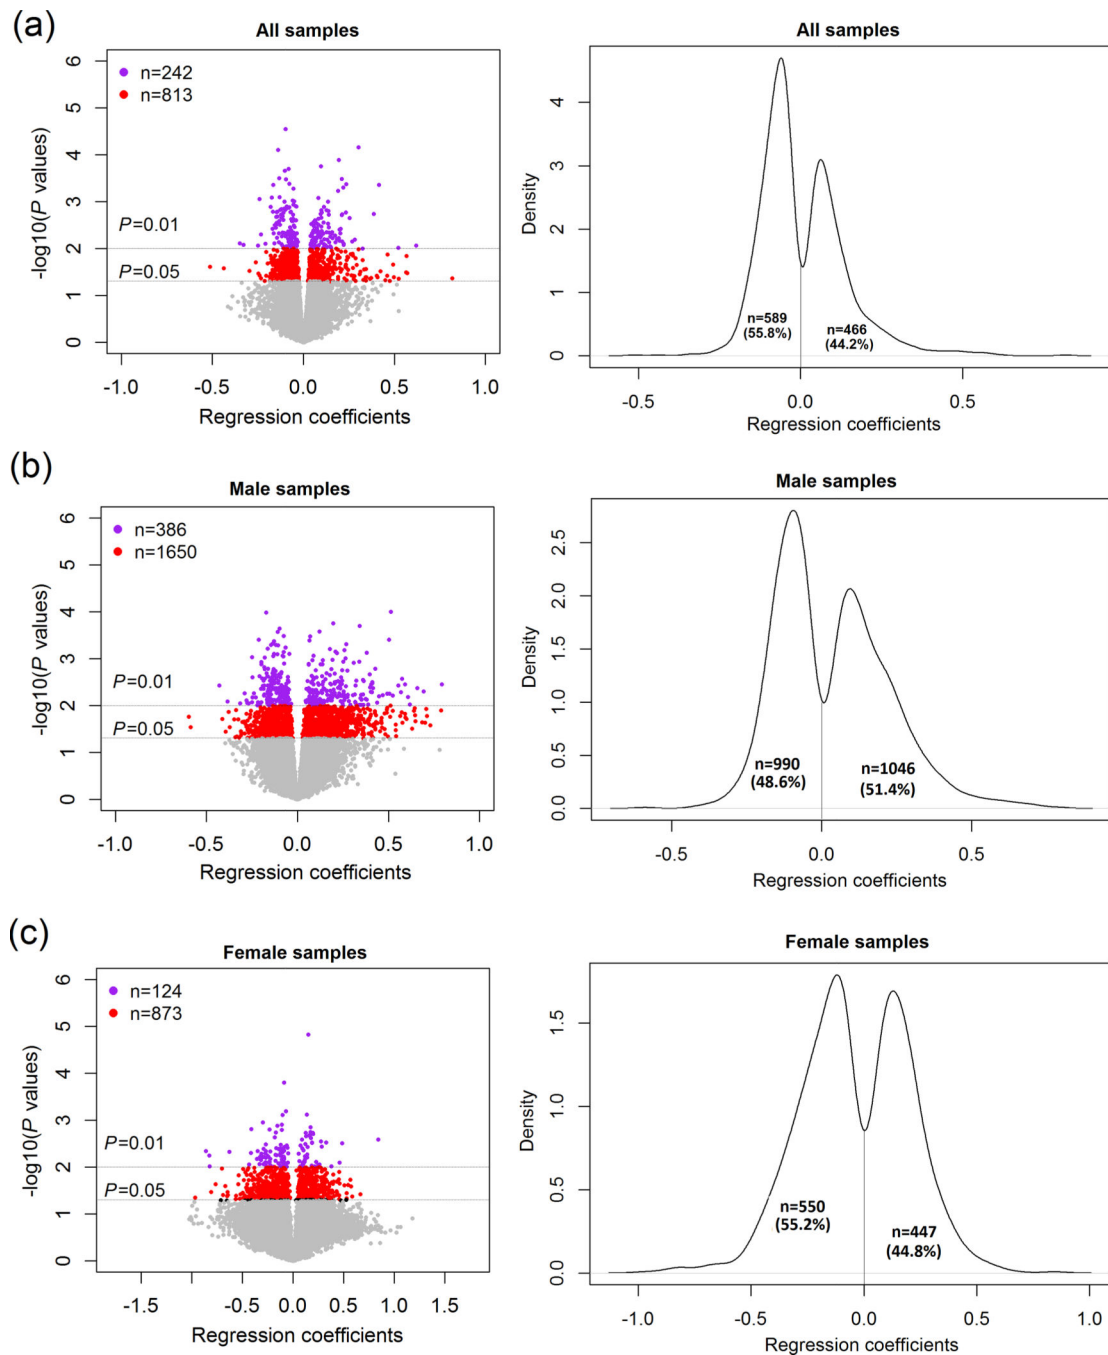 (a)
All samples
n=242
n=813
P=0.01
P=0.05
-log10(P values)
6
5
4
3
2
1
0
-1.0 -0.5 0.0 0.5 1.0
Regression coefficients
All samples
Density
4
3
2
1
0
n=589
(55.8%)
n=466
(44.2%)
-0.5 0.0 0.5
Regression coefficients
(b)
Male samples
n=386
n=1650
P=0.01
P=0.05
-log10(P values)
6
5
4
3
2
1
0
-1.0 -0.5 0.0 0.5 1.0
Regression coefficients
Male samples
Density
2.5
2.0
1.5
1.0
0.5
0.0
n=990
(48.6%)
n=1046
(51.4%)
-0.5 0.0 0.5
Regression coefficients
(c)
Female samples
n=124
n=873
P=0.01
P=0.05
-log10(P values)
6
5
4
3
2
1
0
-1.5 -0.5 0.0 0.5 1.5
Regression coefficients
Female samples
Density
1.5
1.0
0.5
0.0
n=550
(55.2%)
n=447
(44.8%)
-1.0 -0.5 0.0 0.5 1.0
Regression coefficients